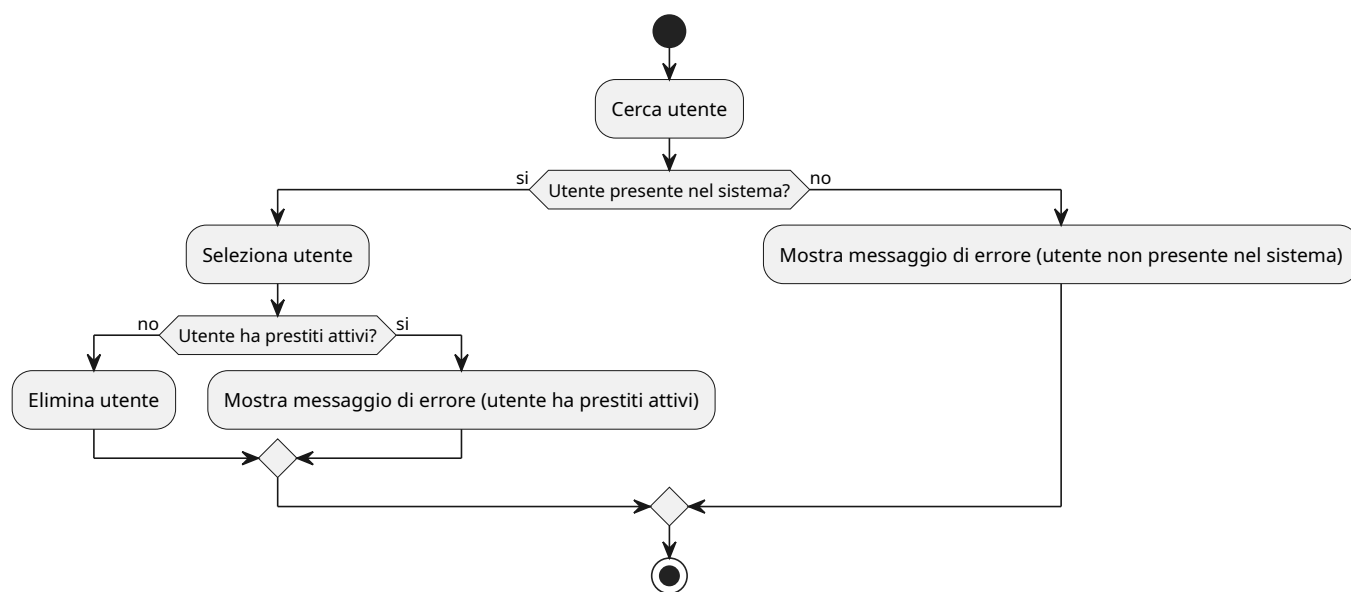 Cerca utente
si
Utente presente nel sistema?
no
Seleziona utente
Mostra messaggio di errore (utente non presente nel sistema)
no
Utente ha prestiti attivi?
si
Elimina utente
Mostra messaggio di errore (utente ha prestiti attivi)